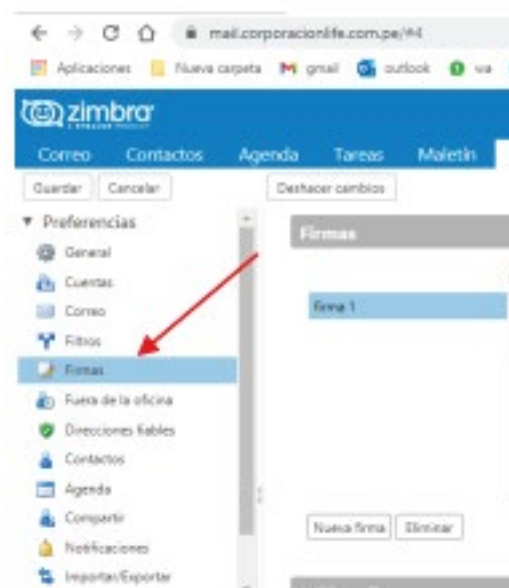 mail.corporacionlife.com.pe/#4
Aplicaciones Nueva carpeta gmail outlook va
zimbra
Correo Contactos Agenda Tareas Maletín
Guardar Cancelar Deshacer cambios
Preferencias
Firmas
General
Cuentas
Correo
Firma 1
Filtros
Firmas
Fuera de la oficina
Direcciones fiables
Contactos
Agenda
Compartir
Nueva firma Eliminar
Notificaciones
Importar/Exportar